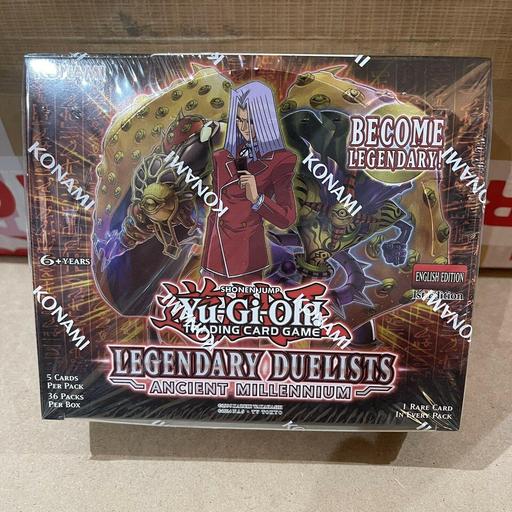 KONAMI
KONAMI
KONAMI
KONAMI
KONAMI
KONAMI
KONAMI
BECOME
LEGENDARY!
6+ YEARS
ENGLISH EDITION
1st Edition
SHONEN JUMP
Yu-Gi-Oh!
TRADING CARD GAME
LEGENDARY DUELISTS
ANCIENT MILLENNIUM
5 CARDS
PER PACK
36 PACKS
PER BOX
1 RARE CARD
IN EVERY PACK